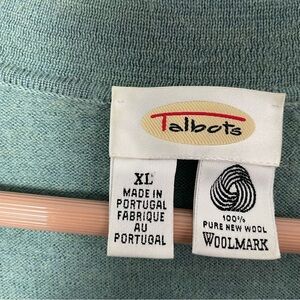 Talbots
XL
MADE IN
PORTUGAL
FABRIQUE
AU
PORTUGAL
100%
PURE NEW WOOL
WOOLMARK